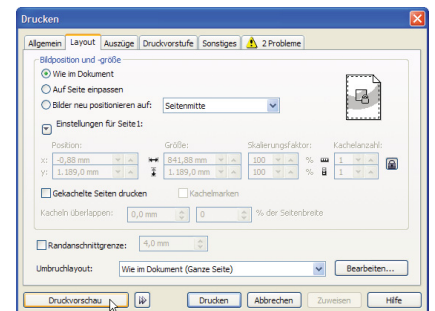 Drucken
Allgemein Layout Auszüge Druckvorstufe Sonstiges 2 Probleme
Bildposition und -größe
Wie im Dokument
Auf Seite einpassen
Bilder neu positionieren auf: Seitenmitte
Einstellungen für Seite 1:
Position: Größe: Skalierungsfaktor: Kachelanzahl:
x: -0,88 mm 841,88 mm 100 % 1
y: 1.189,0 mm 1.189,0 mm 100 % 1
Gekachelte Seiten drucken Kachelmarken
Kacheln überlappen: 0,0 mm 0 % der Seitenbreite
Randanschnittgrenze: 4,0 mm
Umbruchlayout: Wie im Dokument (Ganze Seite) Bearbeiten...
Druckvorschau Drucken Abbrechen Zuweisen Hilfe